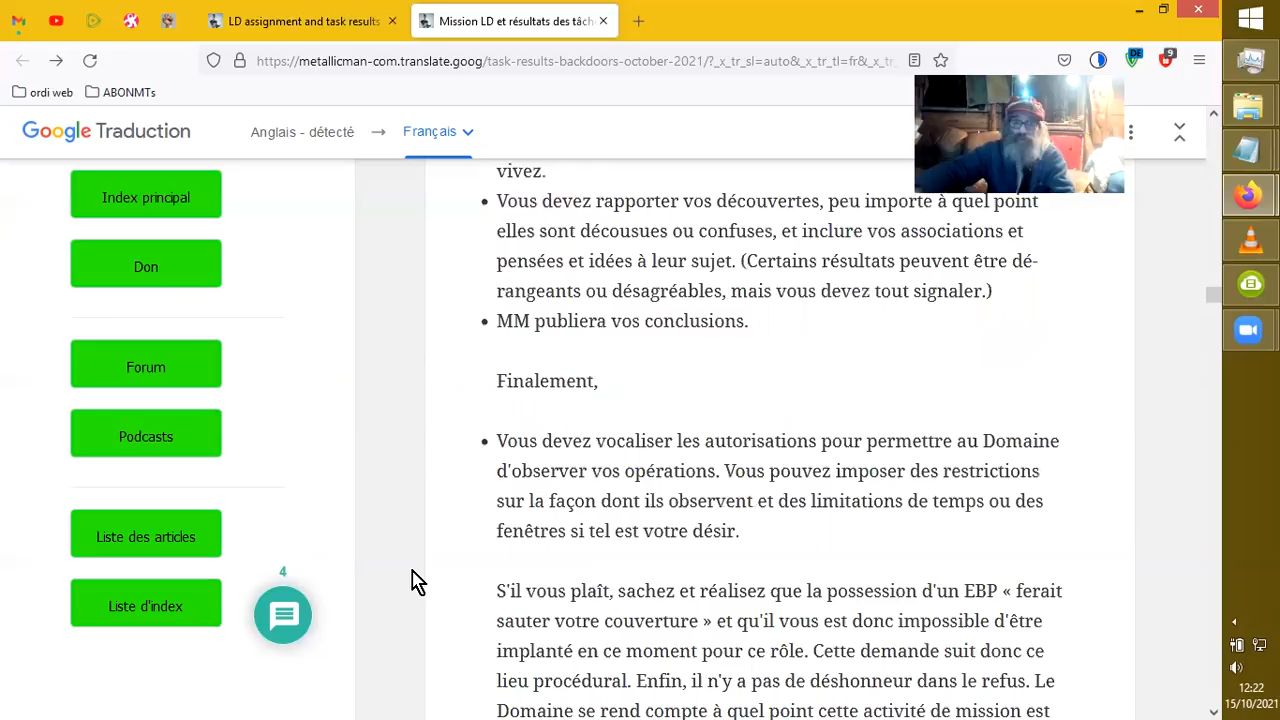 LD assignment and task results
Mission LD et résultats des tâch
https://metallicman-com.translate.goog/task-results-backdoors-october-2021/?_x_tr_sl=auto&_x_tr_tl=fr&_x_tr_
DE
9
ordi web
ABONMTs
Google Traduction
Anglais - détecté
Français
Index principal
Don
Forum
Podcasts
Liste des articles
Liste d'index
4
vivez.
Vous devez rapporter vos découvertes, peu importe à quel point
elles sont décousues ou confuses, et inclure vos associations et
pensées et idées à leur sujet. (Certains résultats peuvent être dé-
rangeants ou désagréables, mais vous devez tout signaler.)
MM publiera vos conclusions.
Finalement,
Vous devez vocaliser les autorisations pour permettre au Domaine
d'observer vos opérations. Vous pouvez imposer des restrictions
sur la façon dont ils observent et des limitations de temps ou des
fenêtres si tel est votre désir.
S'il vous plaît, sachez et réalisez que la possession d'un EBP « ferait
sauter votre couverture » et qu'il vous est donc impossible d'être
implanté en ce moment pour ce rôle. Cette demande suit donc ce
lieu procédural. Enfin, il n'y a pas de déshonneur dans le refus. Le
Domaine se rend compte à quel point cette activité de mission est
12:22
15/10/2021